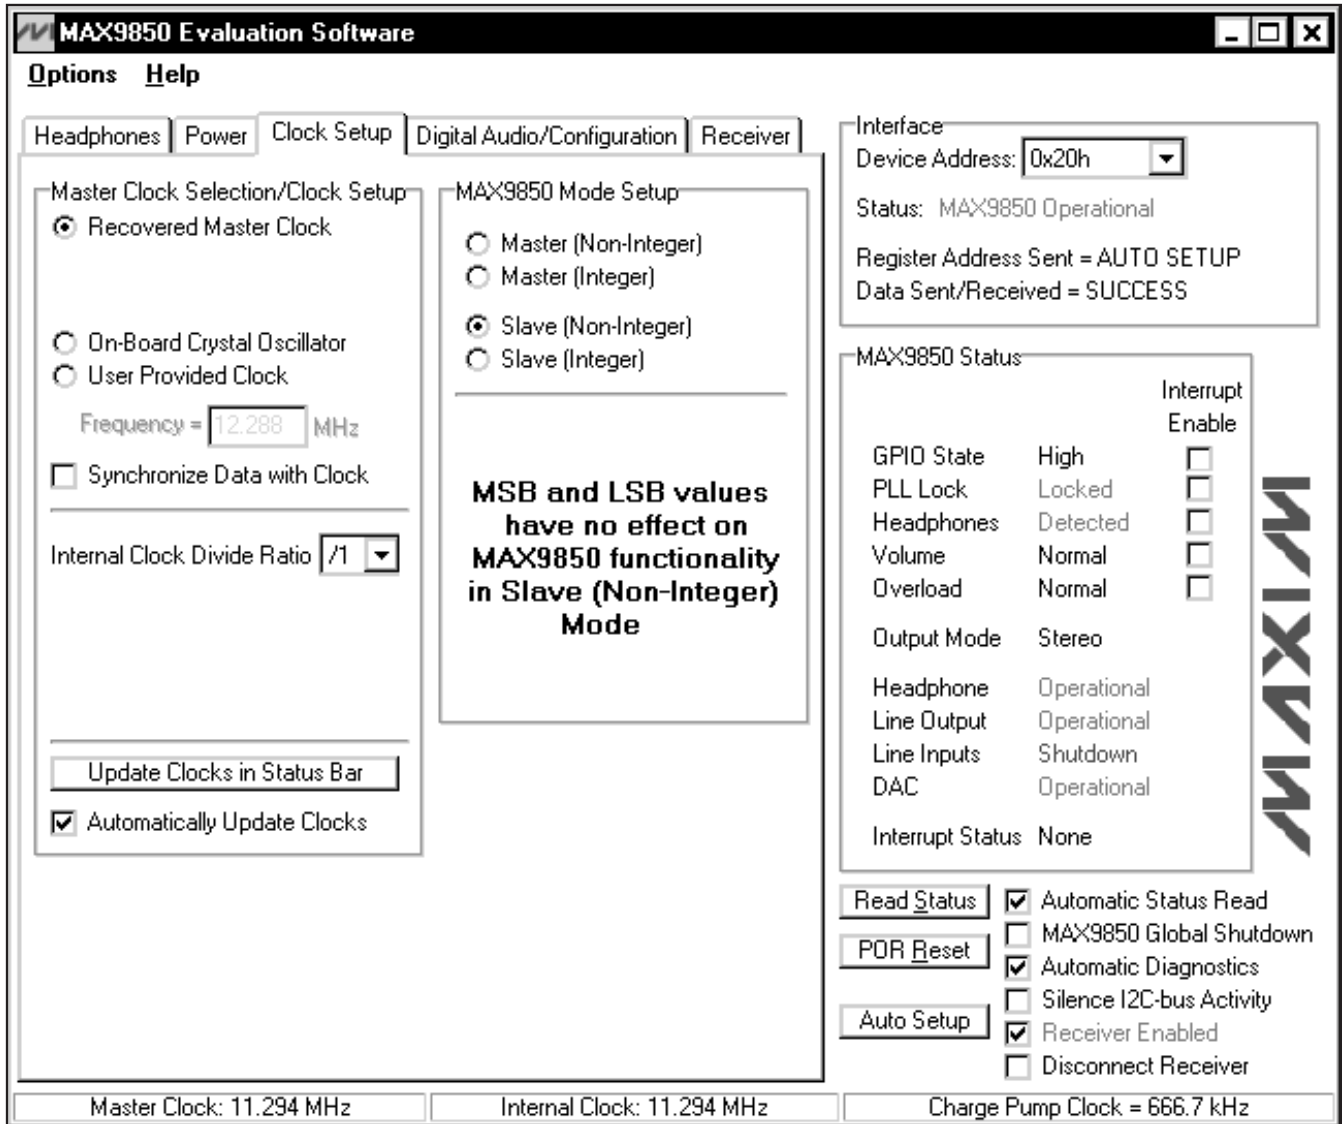 MAX9850 Evaluation Software
Options Help
Headphones Power Clock Setup Digital Audio/Configuration Receiver
Master Clock Selection/Clock Setup
Recovered Master Clock
On-Board Crystal Oscillator
User Provided Clock
Frequency = 12.288 MHz
Synchronize Data with Clock
Internal Clock Divide Ratio /1
Update Clocks in Status Bar
Automatically Update Clocks
MAX9850 Mode Setup
Master (Non-Integer)
Master (Integer)
Slave (Non-Integer)
Slave (Integer)
MSB and LSB values
have no effect on
MAX9850 functionality
in Slave (Non-Integer)
Mode
Interface
Device Address: 0x20h
Status: MAX9850 Operational
Register Address Sent = AUTO SETUP
Data Sent/Received = SUCCESS
MAX9850 Status
Interrupt
Enable
GPIO State High
PLL Lock Locked
Headphones Detected
Volume Normal
Overload Normal
Output Mode Stereo
Headphone Operational
Line Output Operational
Line Inputs Shutdown
DAC Operational
Interrupt Status None
MAXIM
Read Status
POR Reset
Auto Setup
Automatic Status Read
MAX9850 Global Shutdown
Automatic Diagnostics
Silence I2C-bus Activity
Receiver Enabled
Disconnect Receiver
Master Clock: 11.294 MHz
Internal Clock: 11.294 MHz
Charge Pump Clock = 666.7 kHz